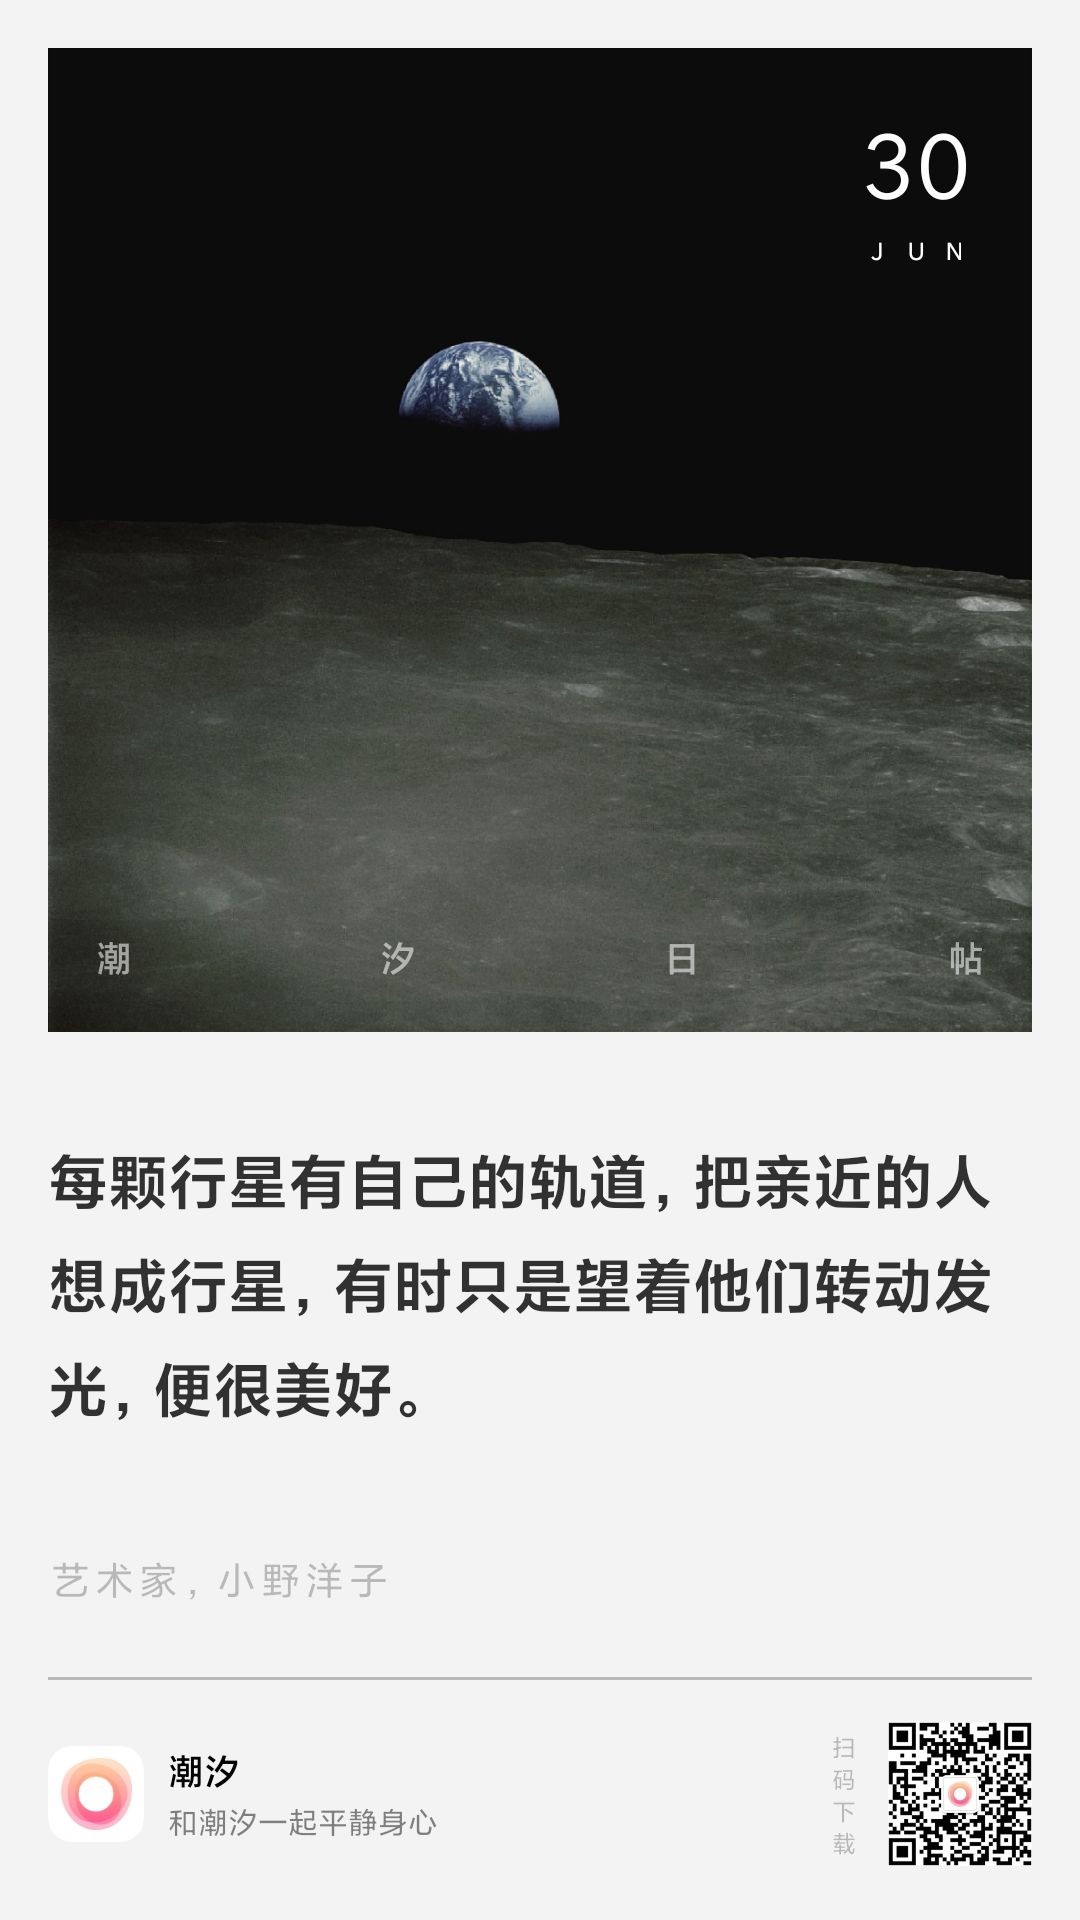 30
JUN
潮汐日帖
每颗行星有自己的轨道，把亲近的人
想成行星，有时只是望着他们转动发
光，便很美好。
艺术家，小野洋子
潮汐
和潮汐一起平静身心
扫码下载